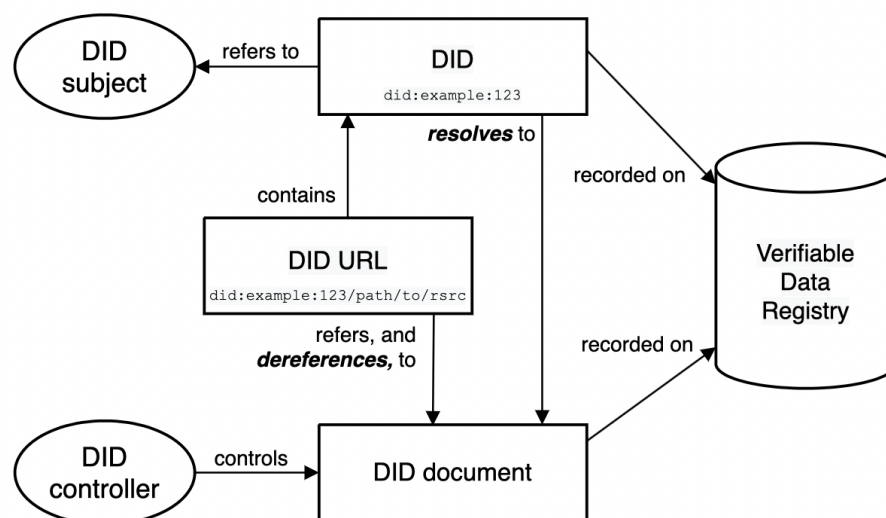 DID
subject
refers to
DID
did:example:123
resolves to
recorded on
contains
DID URL
did:example:123/path/to/rsrc
Verifiable
Data
Registry
refers, and
dereferences, to
recorded on
DID
controller
controls
DID document